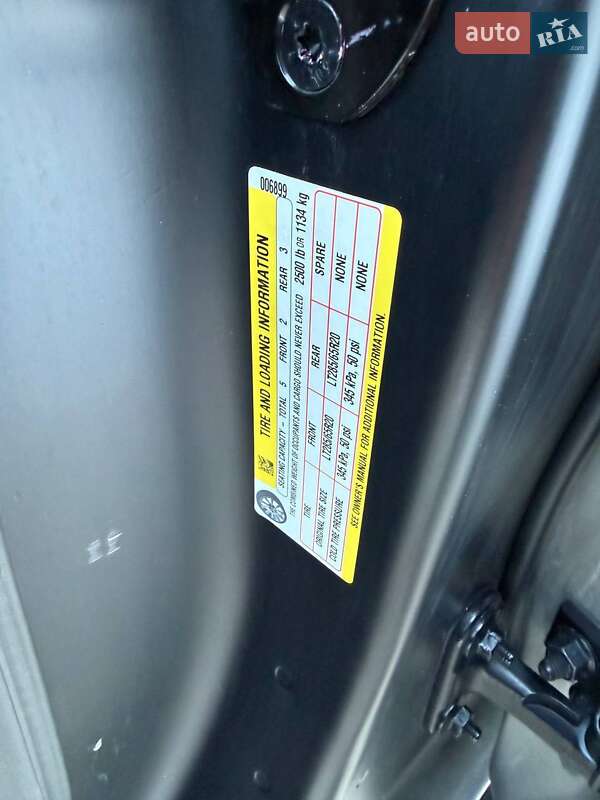 auto RIA .com
006899
TIRE AND LOADING INFORMATION
SEATING CAPACITY – TOTAL 5 FRONT 2 REAR 3
THE COMBINED WEIGHT OF OCCUPANTS AND CARGO SHOULD NEVER EXCEED 2500 lb OR 1134 kg
TIRE FRONT REAR SPARE
ORIGINAL TIRE SIZE LT285/65R20 LT285/65R20 NONE
COLD TIRE PRESSURE 345 kPa, 50 psi 345 kPa, 50 psi NONE
SEE OWNER'S MANUAL FOR ADDITIONAL INFORMATION.